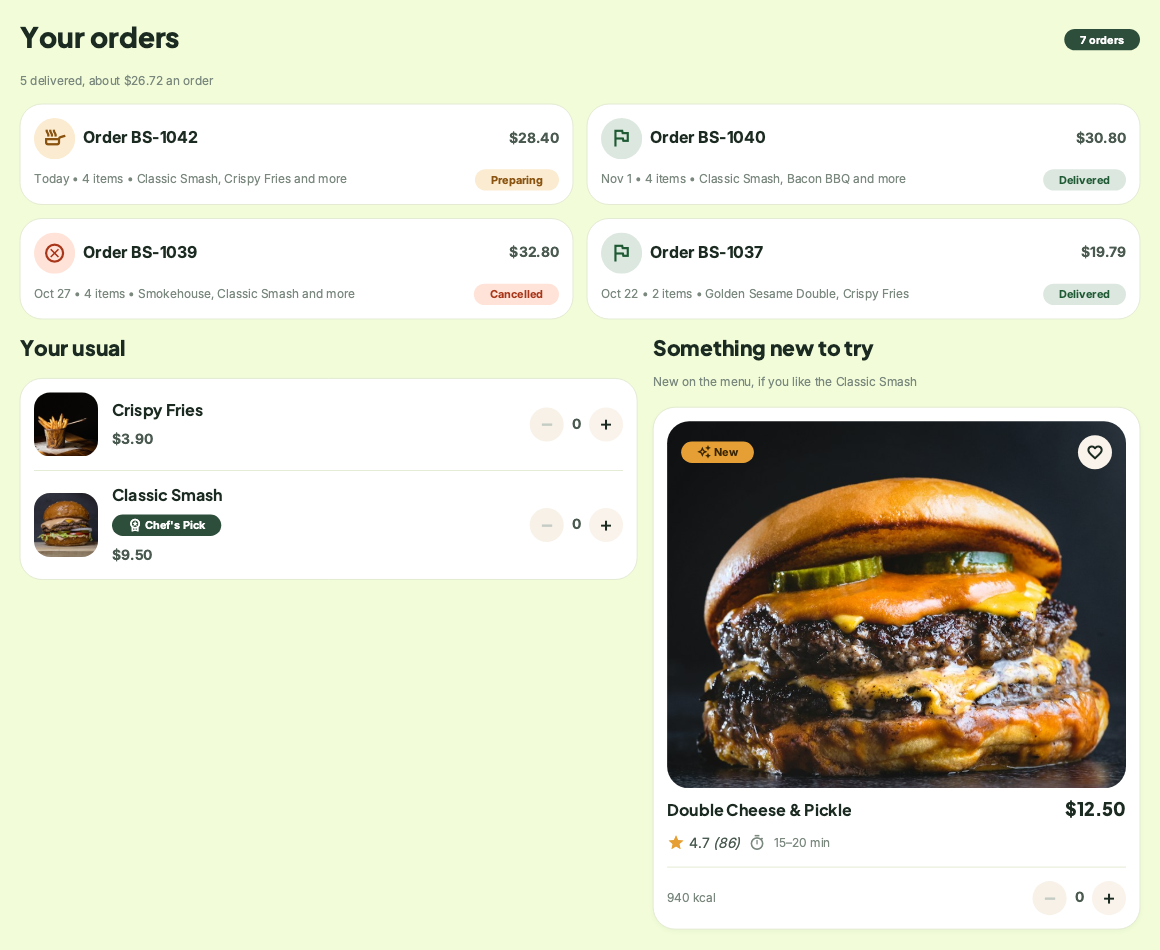 Your orders
7 orders
5 delivered, about $26.72 an order
Order BS-1042
$28.40
Today • 4 items • Classic Smash, Crispy Fries and more
Preparing
Order BS-1040
$30.80
Nov 1 • 4 items • Classic Smash, Bacon BBQ and more
Delivered
Order BS-1039
$32.80
Oct 27 • 4 items • Smokehouse, Classic Smash and more
Cancelled
Order BS-1037
$19.79
Oct 22 • 2 items • Golden Sesame Double, Crispy Fries
Delivered
Your usual
Crispy Fries
$3.90
0
Classic Smash
Chef's Pick
$9.50
0
Something new to try
New on the menu, if you like the Classic Smash
New
Double Cheese & Pickle
$12.50
4.7 (86)
15–20 min
940 kcal
0